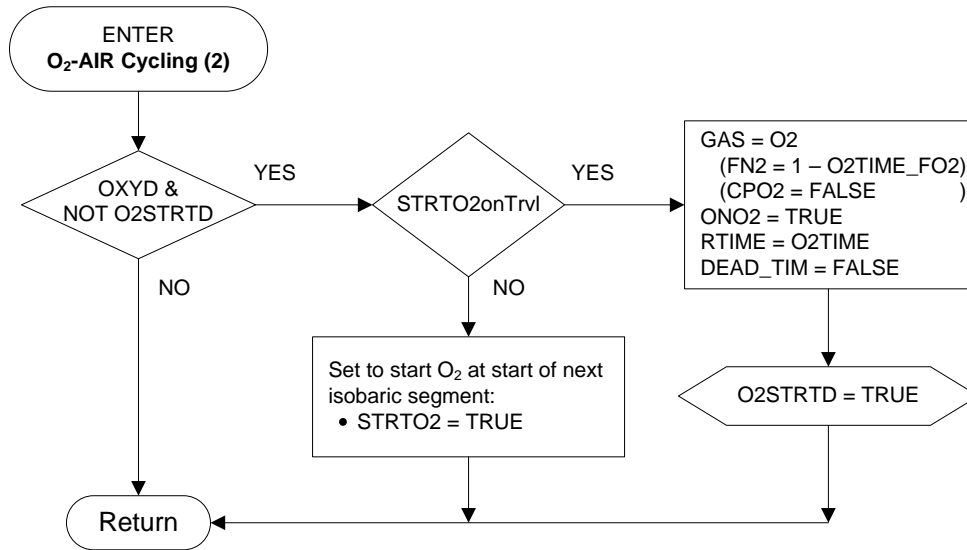 ENTER
O₂-AIR Cycling (2)
OXYD &
NOT O2STRTD
YES
NO
STRTO2onTrvl
YES
NO
GAS = O2
(FN2 = 1 – O2TIME_FO2)
(CPO2 = FALSE )
ONO2 = TRUE
RTIME = O2TIME
DEAD_TIM = FALSE
Set to start O₂ at start of next
isobaric segment:
• STRTO2 = TRUE
O2STRTD = TRUE
Return